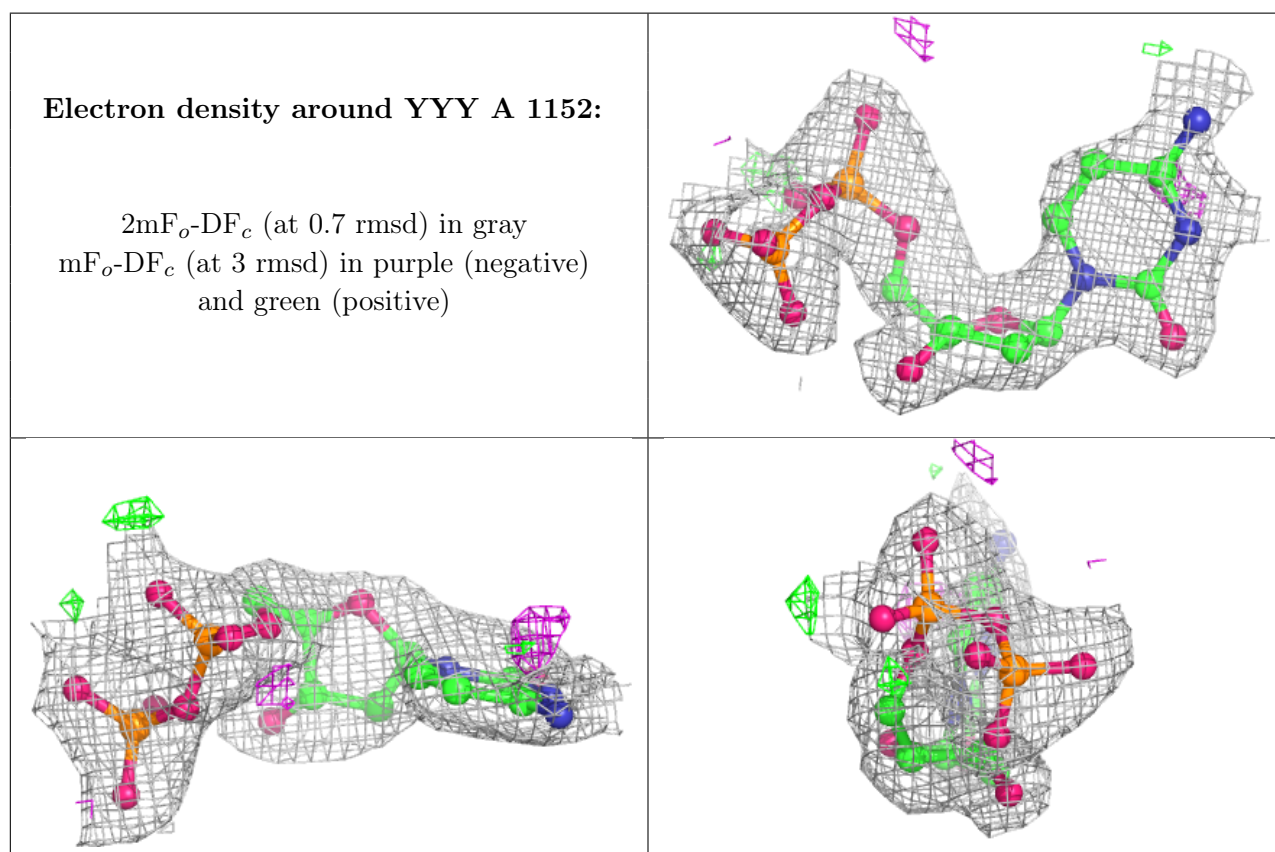 Electron density around YYY A 1152:
2mFo-DFc (at 0.7 rmsd) in gray
mFo-DFc (at 3 rmsd) in purple (negative)
and green (positive)